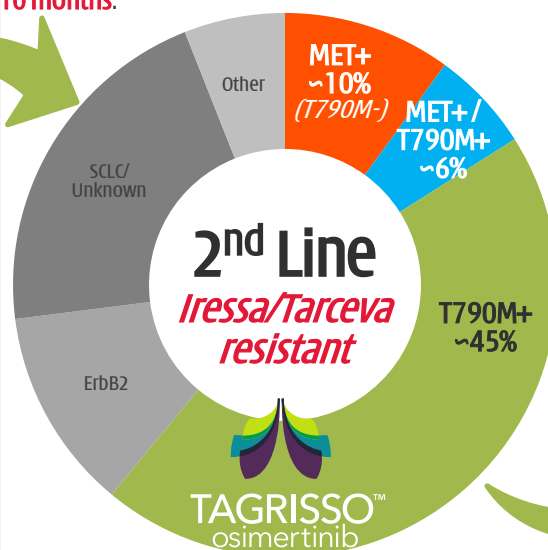 10 months.
MET+
~10%
(T790M-)
MET+/
T790M+
~6%
Other
SCLC/
Unknown
2nd Line
Iressa/Tarceva
resistant
T790M+
~45%
ErbB2
TAGRISSO™
osimertinib